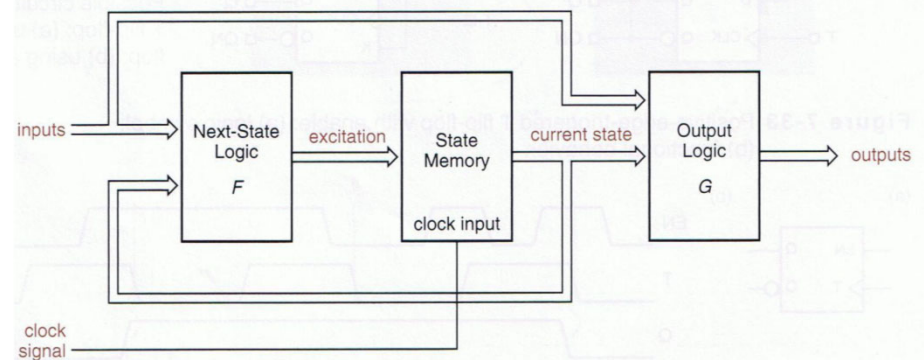 inputs
Next-State
Logic
F
excitation
State
Memory
clock input
current state
Output
Logic
G
outputs
clock
signal